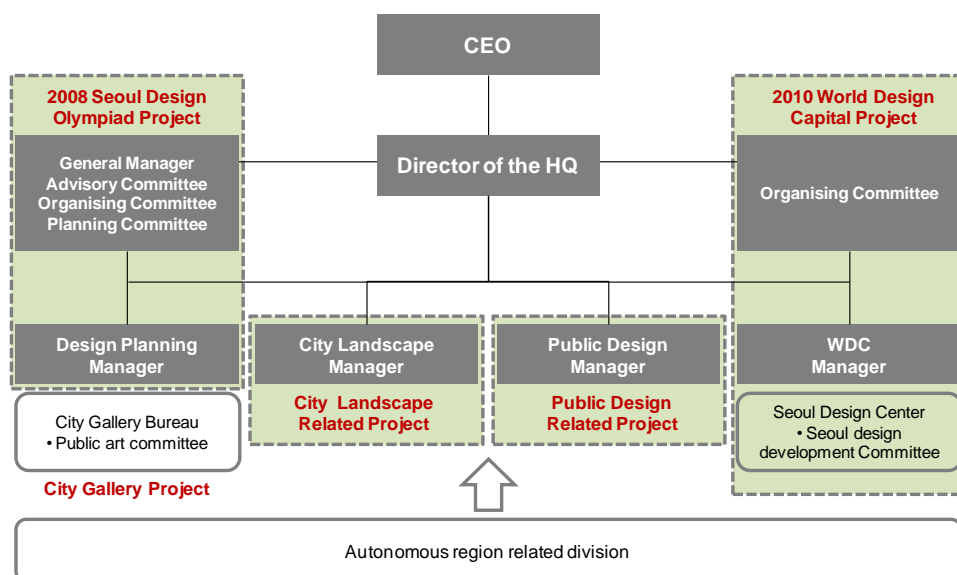 CEO
2008 Seoul Design
Olympiad Project
2010 World Design
Capital Project
General Manager
Advisory Committee
Organising Committee
Planning Committee
Director of the HQ
Organising Committee
Design Planning
Manager
City Landscape
Manager
Public Design
Manager
WDC
Manager
City Gallery Bureau
• Public art committee
City Landscape
Related Project
Public Design
Related Project
Seoul Design Center
• Seoul design
development Committee
City Gallery Project
Autonomous region related division